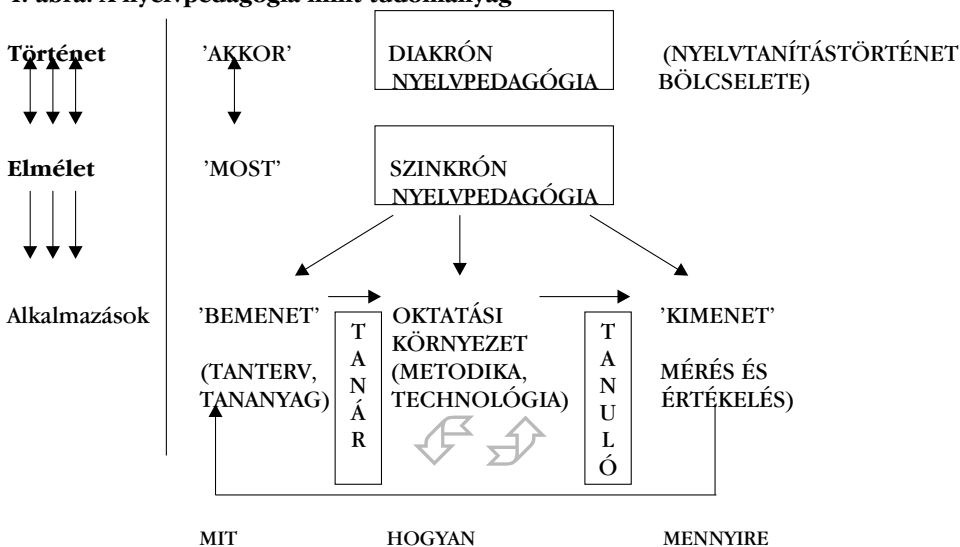 4. ábra. A nyelvpedagógia mint tudományág
Történet 'AKKOR' DIAKRÓN (NYELVTANÍTÁSTÖRTÉNET
NYELVPEDAGÓGIA BÖLCSELETE)
Elmélet 'MOST' SZINKRÓN
NYELVPEDAGÓGIA
Alkalmazások 'BEMENET' OKTATÁSI 'KIMENET'
KÖRNYEZET
(TANTERV, (METODIKA, MÉRÉS ÉS
TANANYAG) TECHNOLÓGIA) ÉRTÉKELÉS)
TANÁR
TANULÓ
MIT HOGYAN MENNYIRE